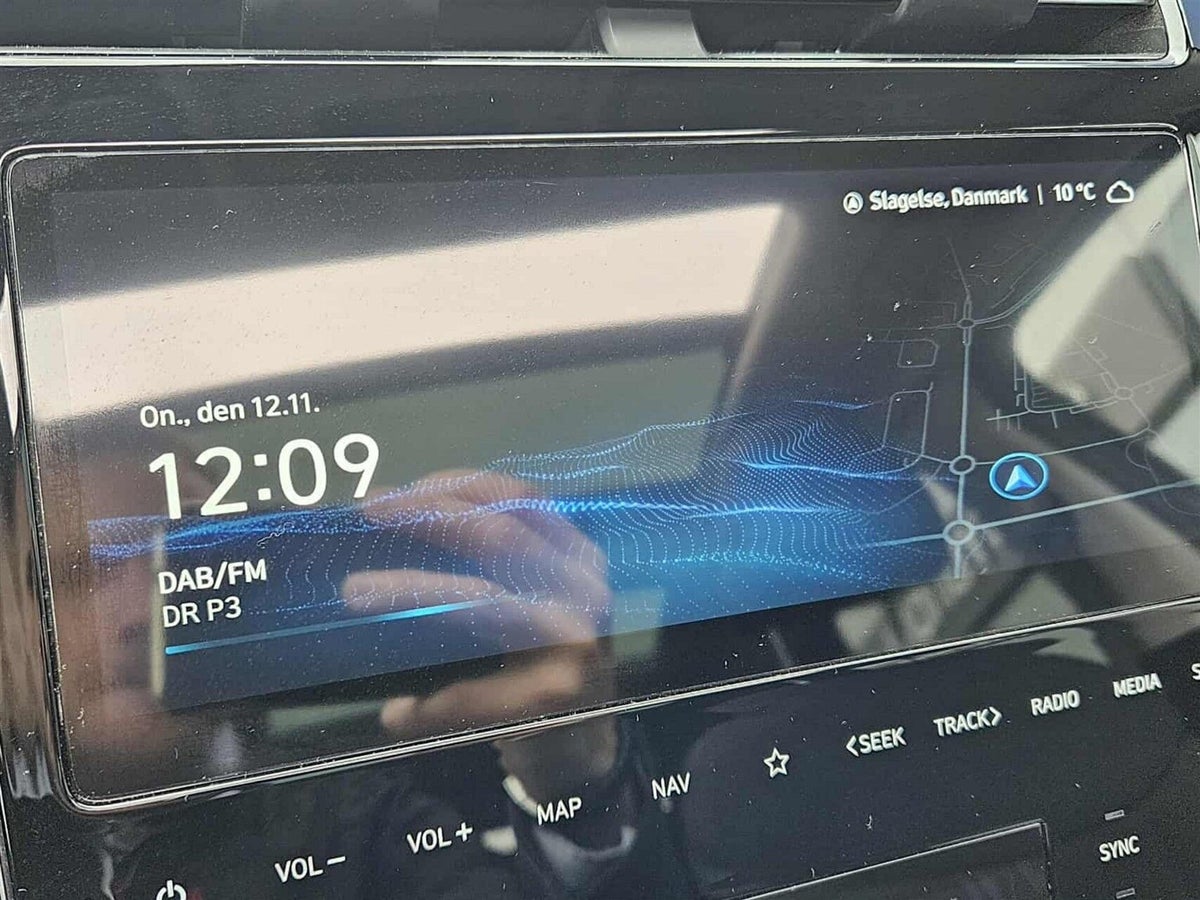 Slagelse, Danmark | 10°C
On., den 12.11.
12:09
DAB/FM
DR P3
VOL − VOL + MAP NAV <SEEK TRACK> RADIO MEDIA
SYNC